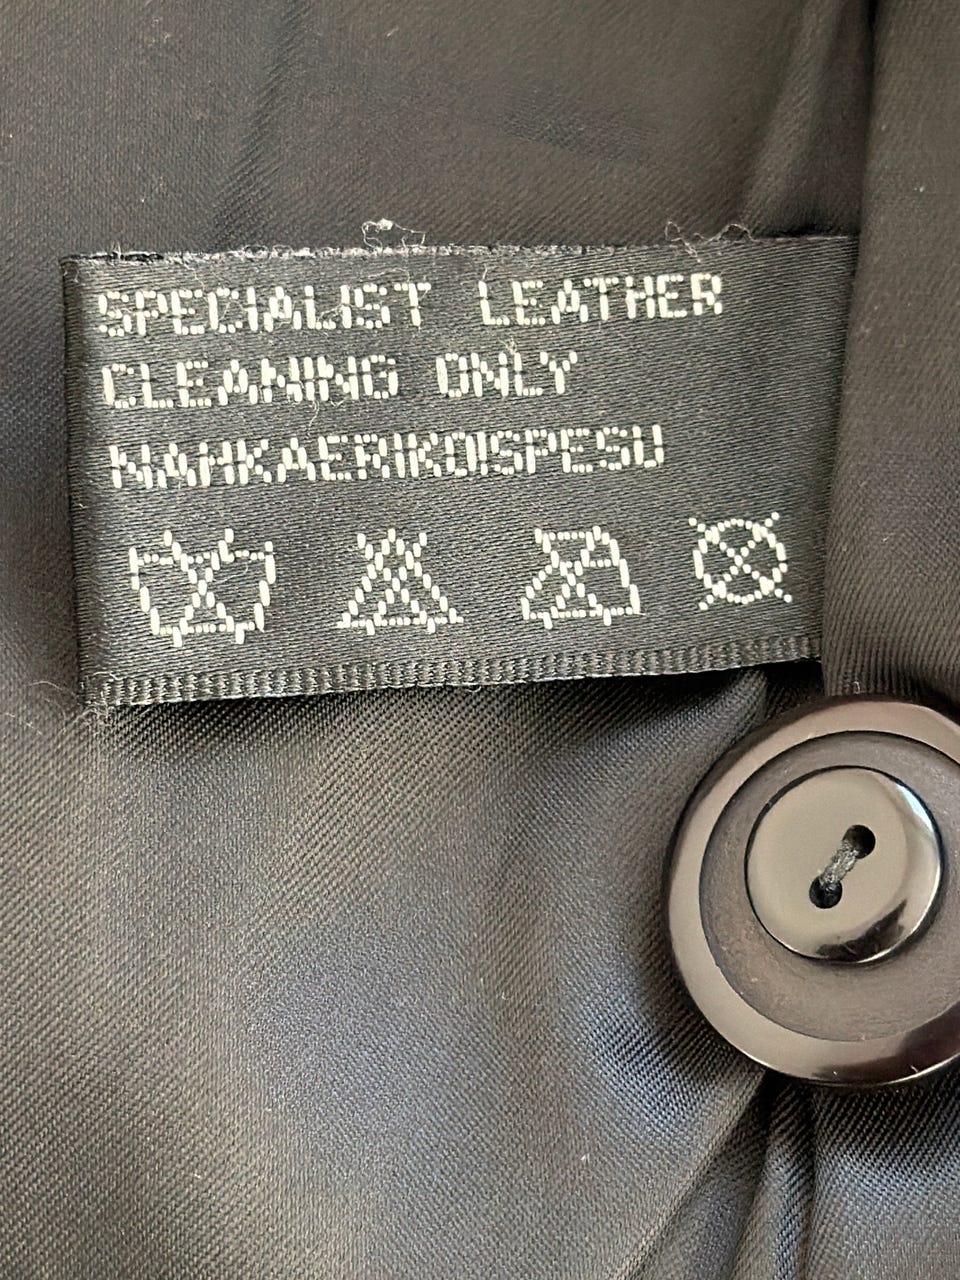 SPECIALIST LEATHER
CLEANING ONLY
NAHKAERIKOISPESU